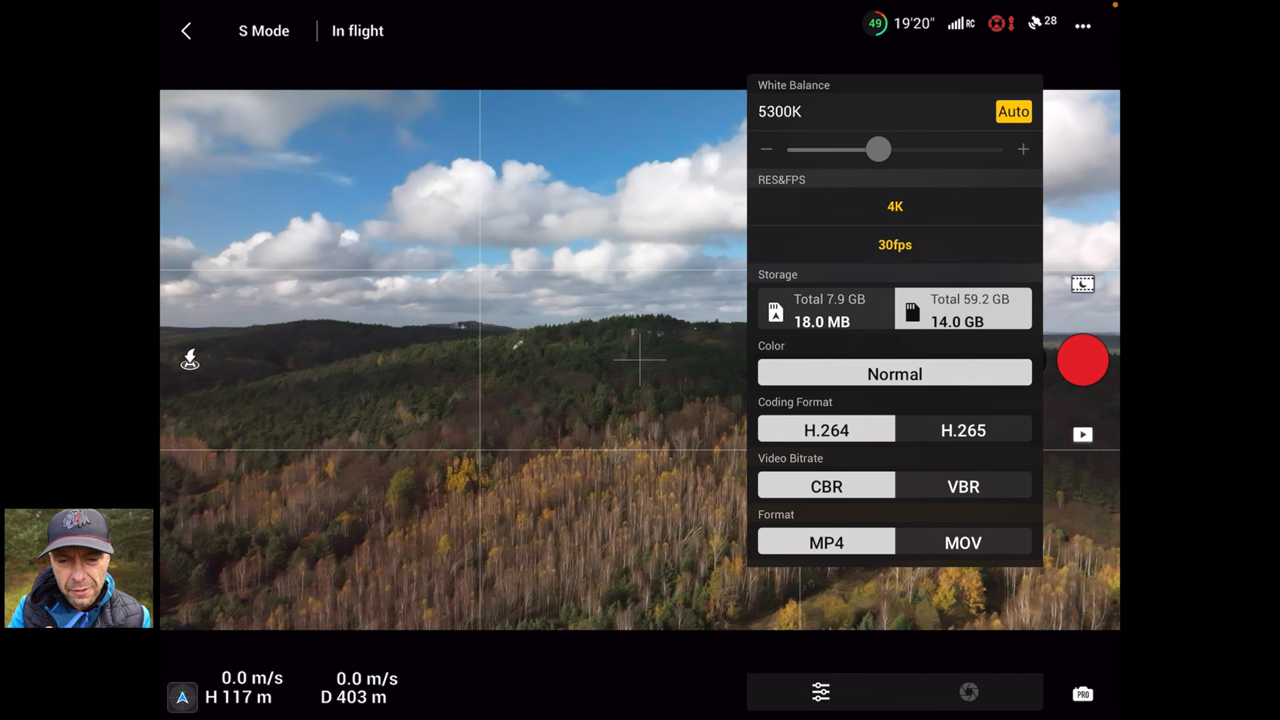 S Mode
In flight
49
19'20"
RC
28
White Balance
5300K
Auto
RES&FPS
4K
30fps
Storage
Total 7.9 GB
18.0 MB
Total 59.2 GB
14.0 GB
Color
Normal
Coding Format
H.264
H.265
Video Bitrate
CBR
VBR
Format
MP4
MOV
0.0 m/s
0.0 m/s
H 117 m
D 403 m
PRO